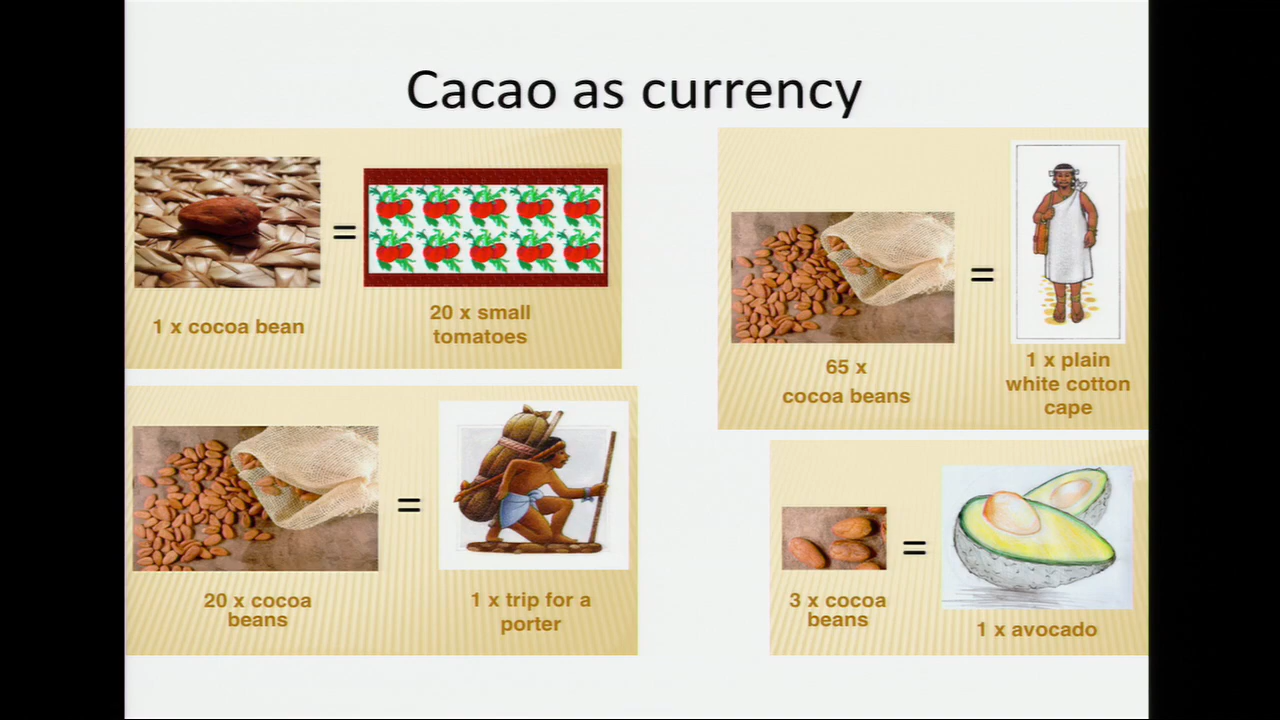 Cacao as currency
=
1 x cocoa bean
20 x small
tomatoes
=
65 x
cocoa beans
1 x plain
white cotton
cape
=
20 x cocoa
beans
1 x trip for a
porter
=
3 x cocoa
beans
1 x avocado